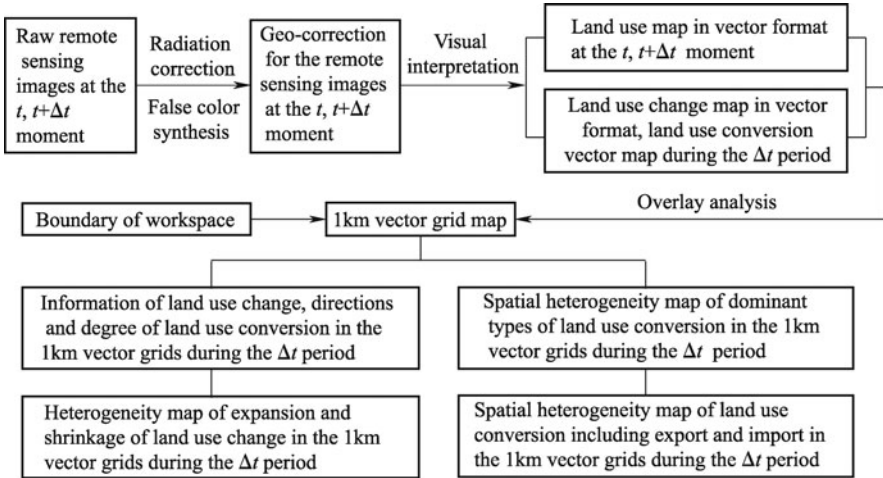 Raw remote
sensing
images at the
t, t+Δt
moment
Radiation
correction
False color
synthesis
Geo-correction
for the remote
sensing images
at the t, t+Δt
moment
Visual
interpretation
Land use map in vector format
at the t, t+Δt moment
Land use change map in vector
format, land use conversion
vector map during the Δt period
Overlay analysis
Boundary of workspace
1km vector grid map
Information of land use change, directions
and degree of land use conversion in the
1km vector grids during the Δt period
Spatial heterogeneity map of dominant
types of land use conversion in the 1km
vector grids during the Δt period
Heterogeneity map of expansion and
shrinkage of land use change in the 1km
vector grids during the Δt period
Spatial heterogeneity map of land use
conversion including export and import in
the 1km vector grids during the Δt period